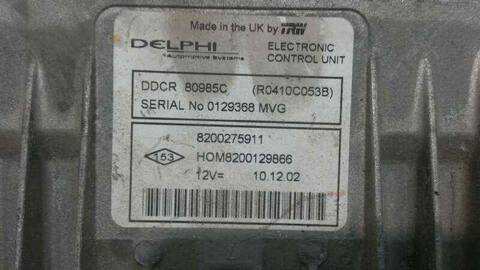 Made in the UK by TRW
DELPHI
Automotive Systems
ELECTRONIC
CONTROL UNIT
DDCR 80985C (R0410C053B)
SERIAL No 0129368 MVG
8200275911
153
HOM8200129866
12V= 10.12.02